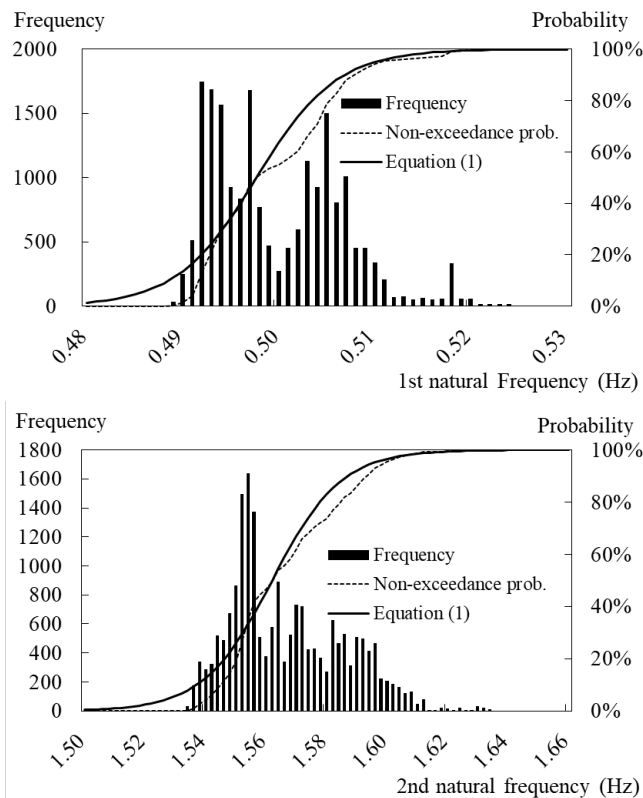 Frequency Probability
2000 100%
1500 80%
1000 60%
500 40%
0 20%
0%
Frequency
Non-exceedance prob.
Equation (1)
0.48 0.49 0.50 0.51 0.52 0.53
1st natural Frequency (Hz)
Frequency Probability
1800 100%
1600
1400 80%
1200
1000 60%
800
600 40%
400
200 20%
0 0%
Frequency
Non-exceedance prob.
Equation (1)
1.50 1.52 1.54 1.56 1.58 1.60 1.62 1.64 1.66
2nd natural frequency (Hz)